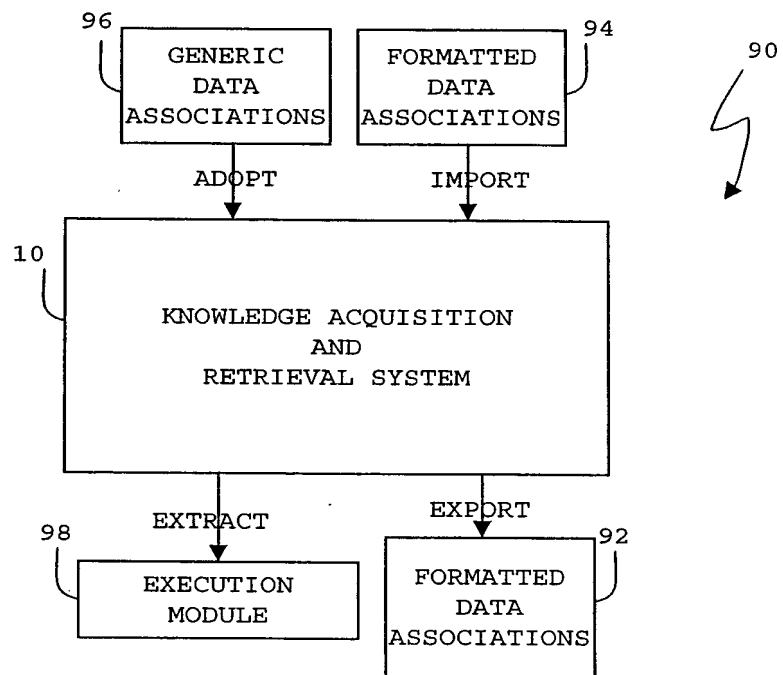 96
GENERIC
DATA
ASSOCIATIONS
94
FORMATTED
DATA
ASSOCIATIONS
90
ADOPT
IMPORT
10
KNOWLEDGE ACQUISITION
AND
RETRIEVAL SYSTEM
EXTRACT
EXPORT
98
EXECUTION
MODULE
92
FORMATTED
DATA
ASSOCIATIONS